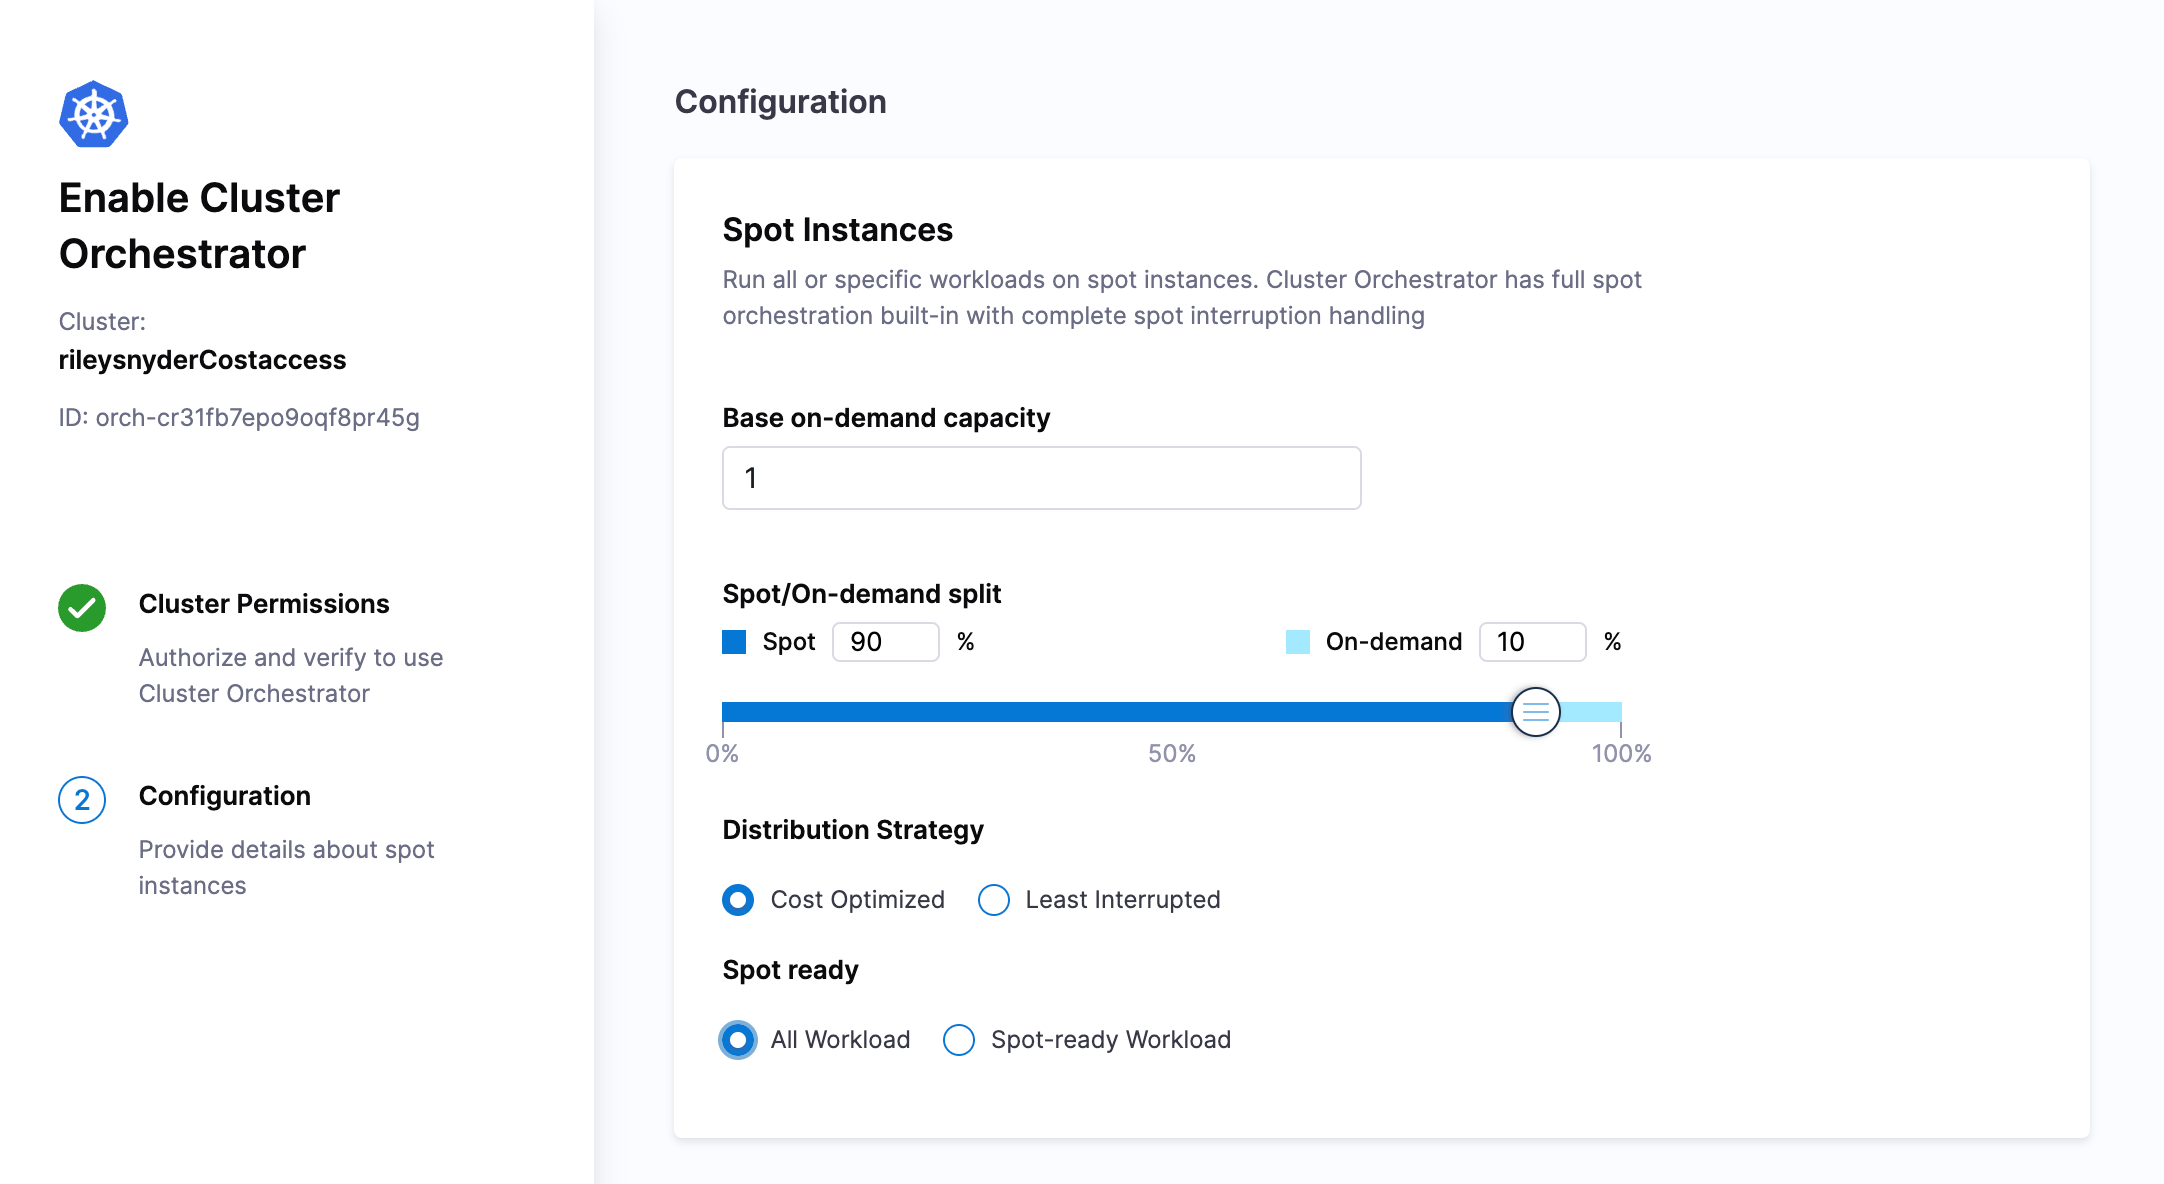 Enable Cluster
Orchestrator
Cluster:
rileysnyderCostaccess
ID: orch-cr31fb7epo9oqf8pr45g
Cluster Permissions
Authorize and verify to use
Cluster Orchestrator
2
Configuration
Provide details about spot
instances
Configuration
Spot Instances
Run all or specific workloads on spot instances. Cluster Orchestrator has full spot
orchestration built-in with complete spot interruption handling
Base on-demand capacity
1
Spot/On-demand split
Spot 90 % On-demand 10 %
0% 50% 100%
Distribution Strategy
Cost Optimized Least Interrupted
Spot ready
All Workload Spot-ready Workload